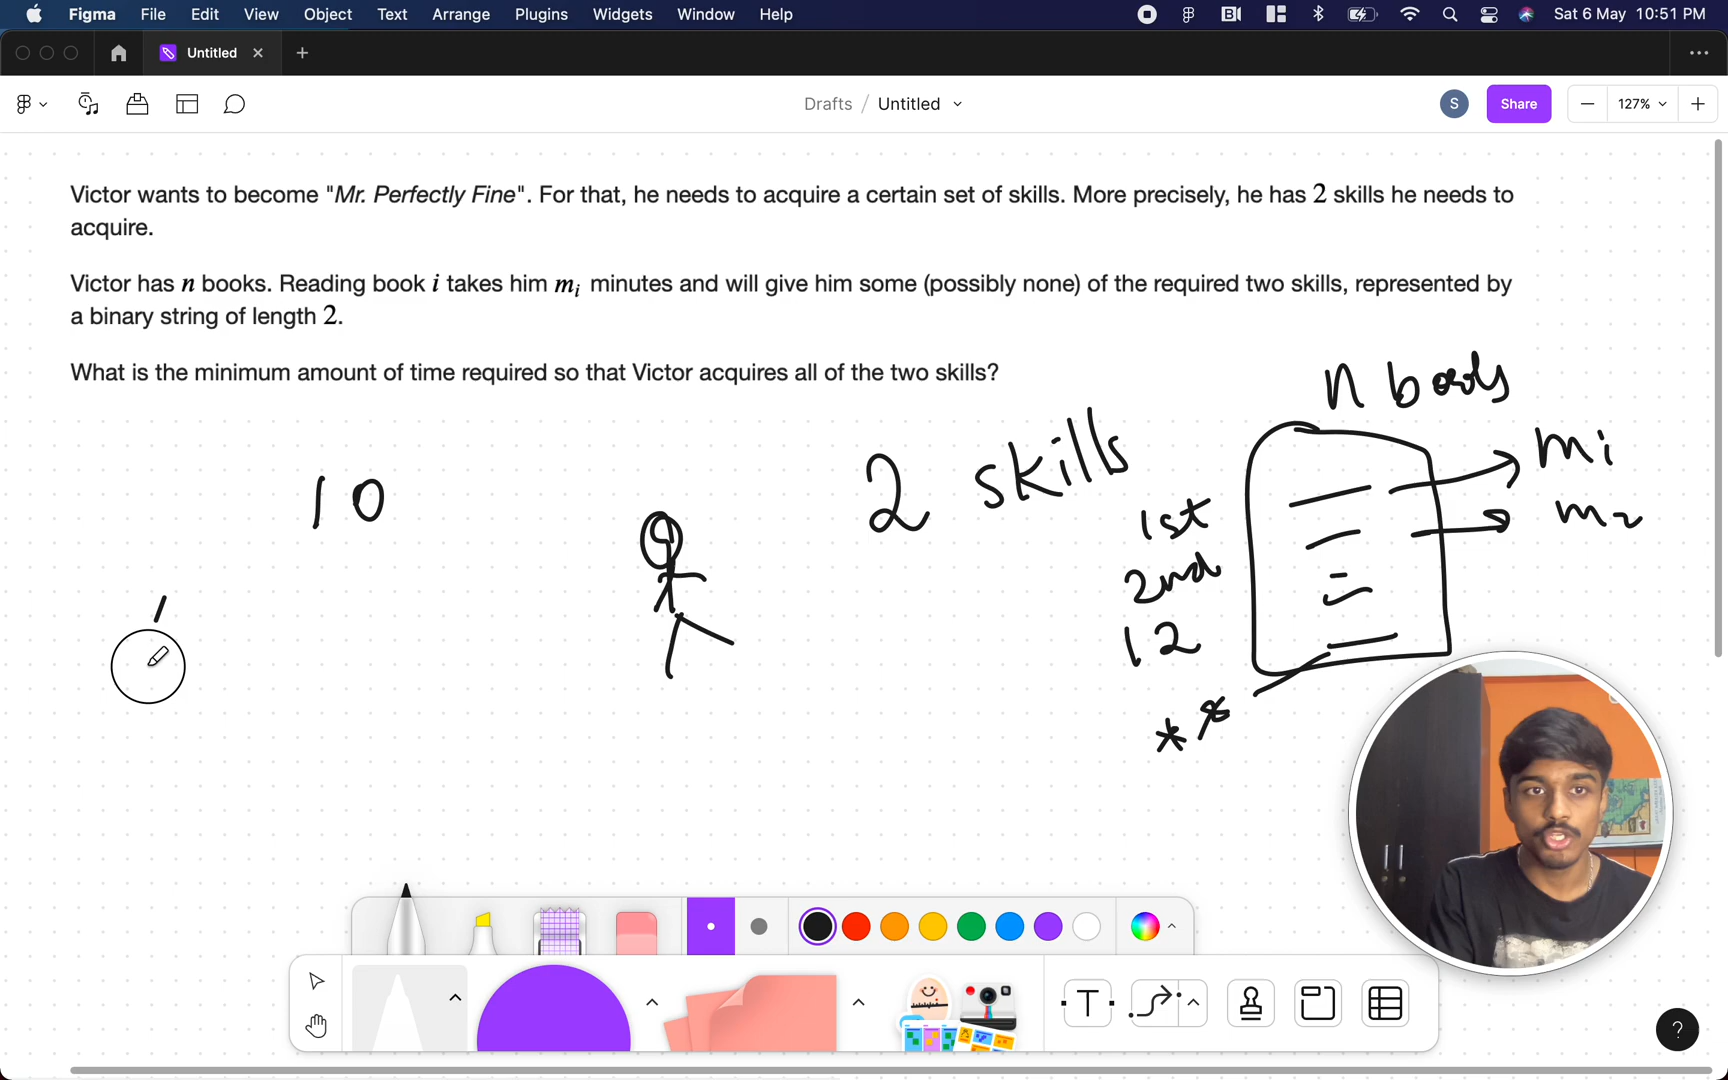 Figma File Edit View Object Text Arrange Plugins Widgets Window Help Sat 6 May 10:51 PM
Untitled
Drafts / Untitled S Share 127%
Victor wants to become "Mr. Perfectly Fine". For that, he needs to acquire a certain set of skills. More precisely, he has 2 skills he needs to
acquire.
Victor has n books. Reading book i takes him mᵢ minutes and will give him some (possibly none) of the required two skills, represented by
a binary string of length 2.
What is the minimum amount of time required so that Victor acquires all of the two skills?
n books
2 skills
mi
10
1st
m2
2nd
1
12
**
T
?